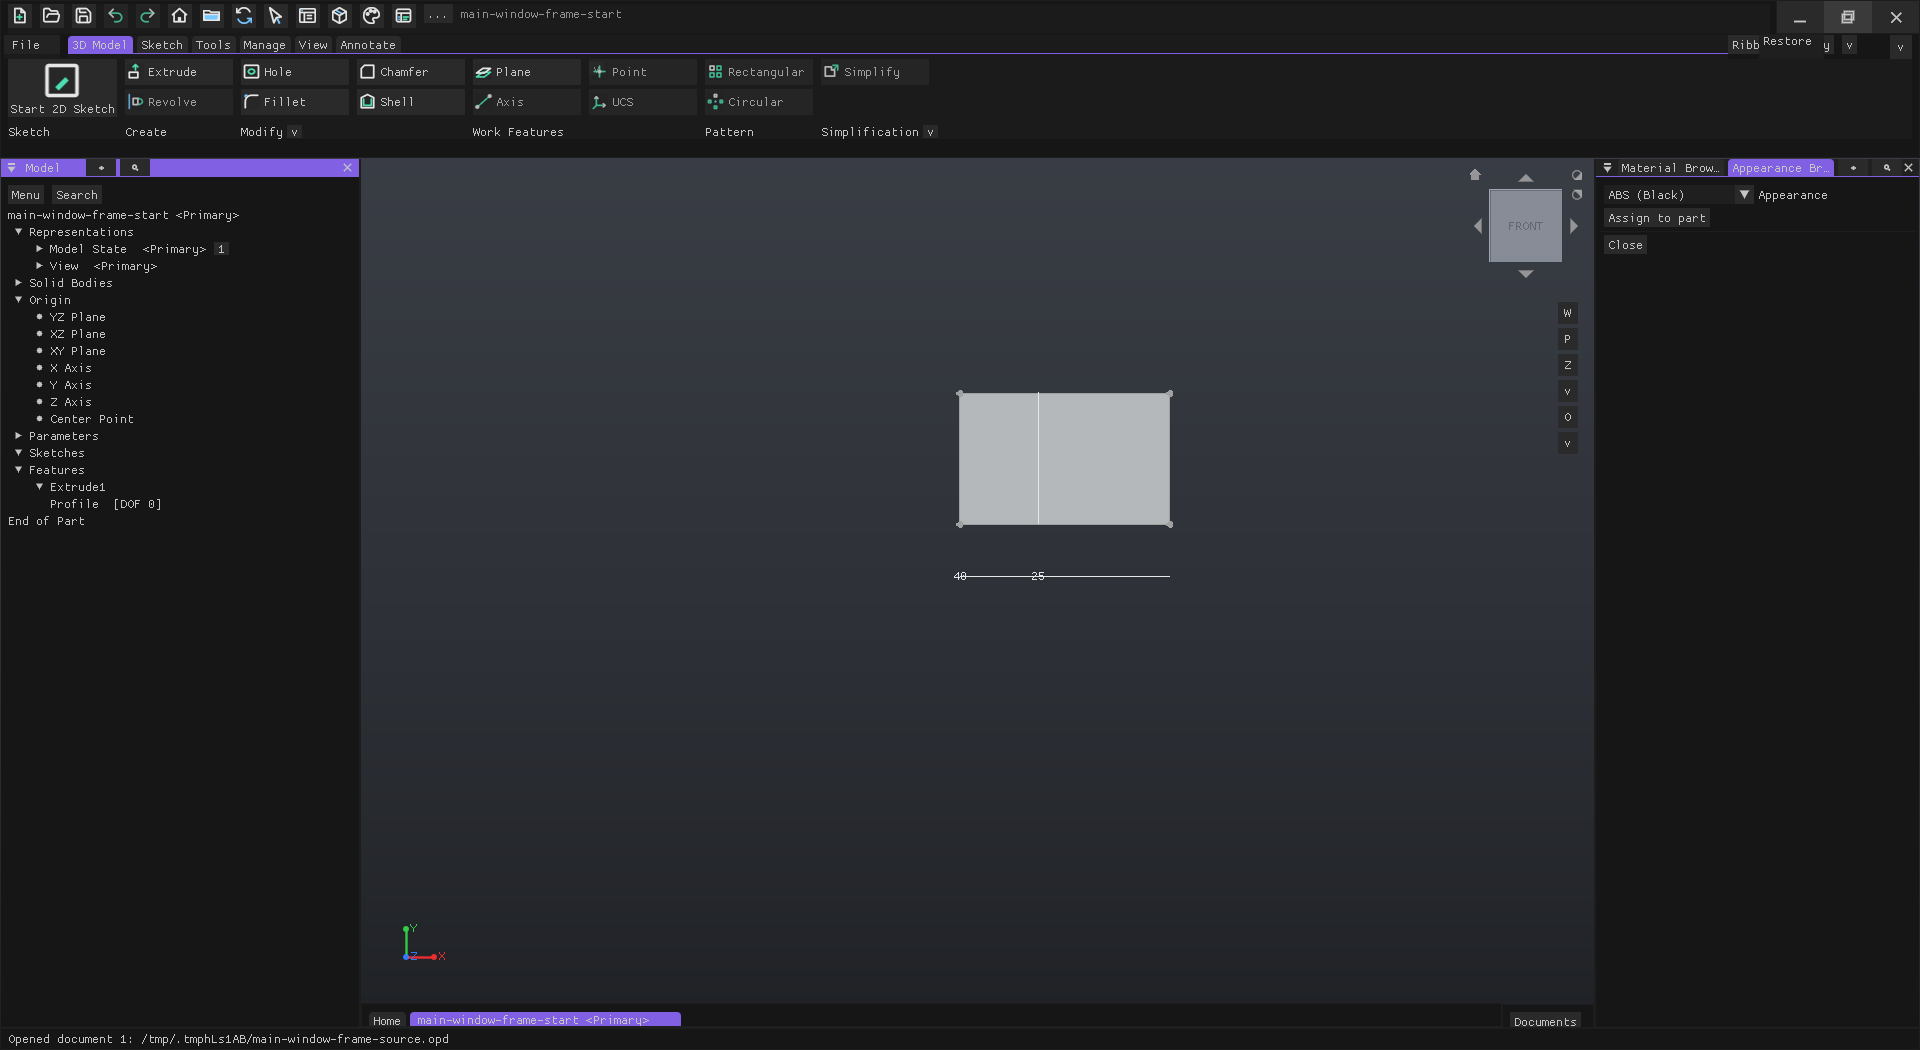 ... main-window-frame-start
File 3D Model Sketch Tools Manage View Annotate Ribb Restore y v v
Extrude Hole Chamfer Plane Point Rectangular Simplify
Start 2D Sketch Revolve Fillet Shell Axis UCS Circular
Sketch Create Modify v Work Features Pattern Simplification v
Model
Menu Search
main-window-frame-start <Primary>
Representations
Model State <Primary> 1
View <Primary>
Solid Bodies
Origin
YZ Plane
XZ Plane
XY Plane
X Axis
Y Axis
Z Axis
Center Point
Parameters
Sketches
Features
Extrude1
Profile [DOF 0]
End of Part
FRONT
W
P
Z
v
O
v
40 25
Y
Z X
Material Brow… Appearance Br…
ABS (Black) Appearance
Assign to part
Close
Home main-window-frame-start <Primary> Documents
Opened document 1: /tmp/.tmphLs1AB/main-window-frame-source.opd